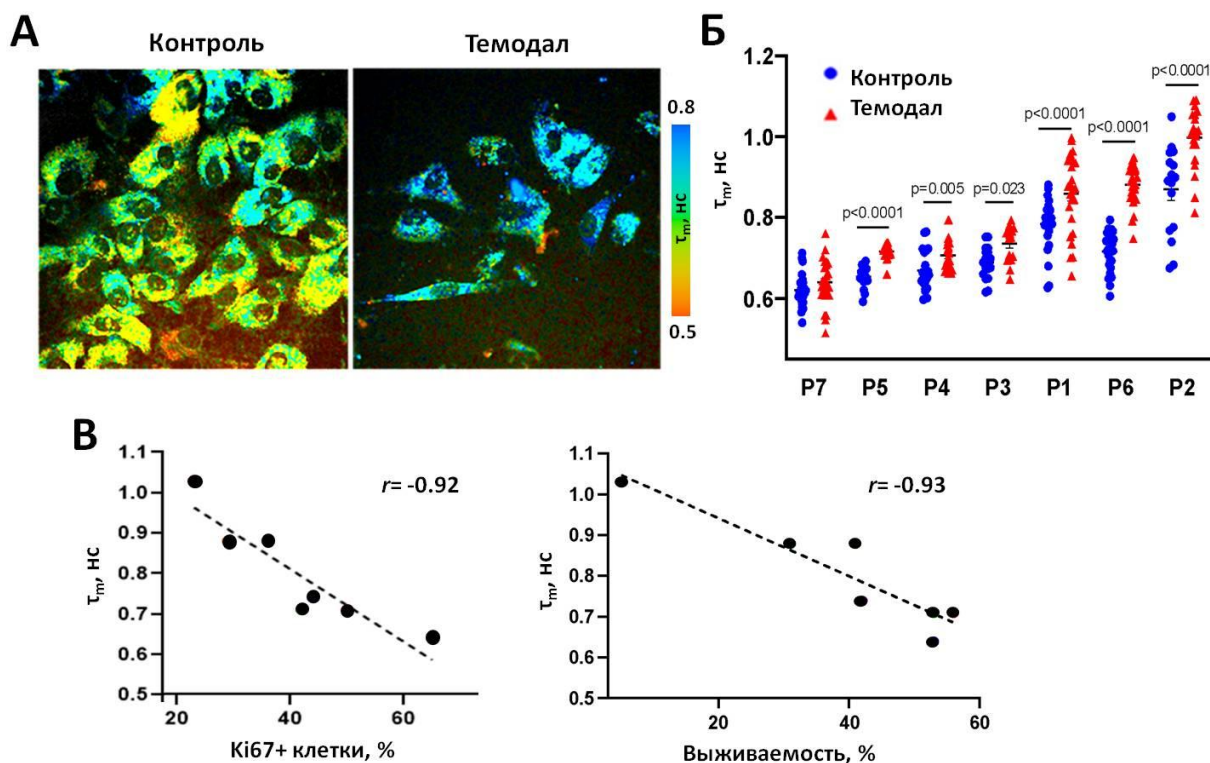 А
Контроль
Темодал
0.8
τm, нс
0.5
Б
1.2
1.0
0.8
0.6
τm, нс
Контроль
Темодал
p<0.0001
p=0.005
p=0.023
p<0.0001
p<0.0001
p<0.0001
P7
P5
P4
P3
P1
P6
P2
В
1.1
1.0
0.9
0.8
0.7
0.6
0.5
τm, нс
r= -0.92
20
40
60
Ki67+ клетки, %
1.1
1.0
0.9
0.8
0.7
0.6
0.5
τm, нс
r= -0.93
20
40
60
Выживаемость, %